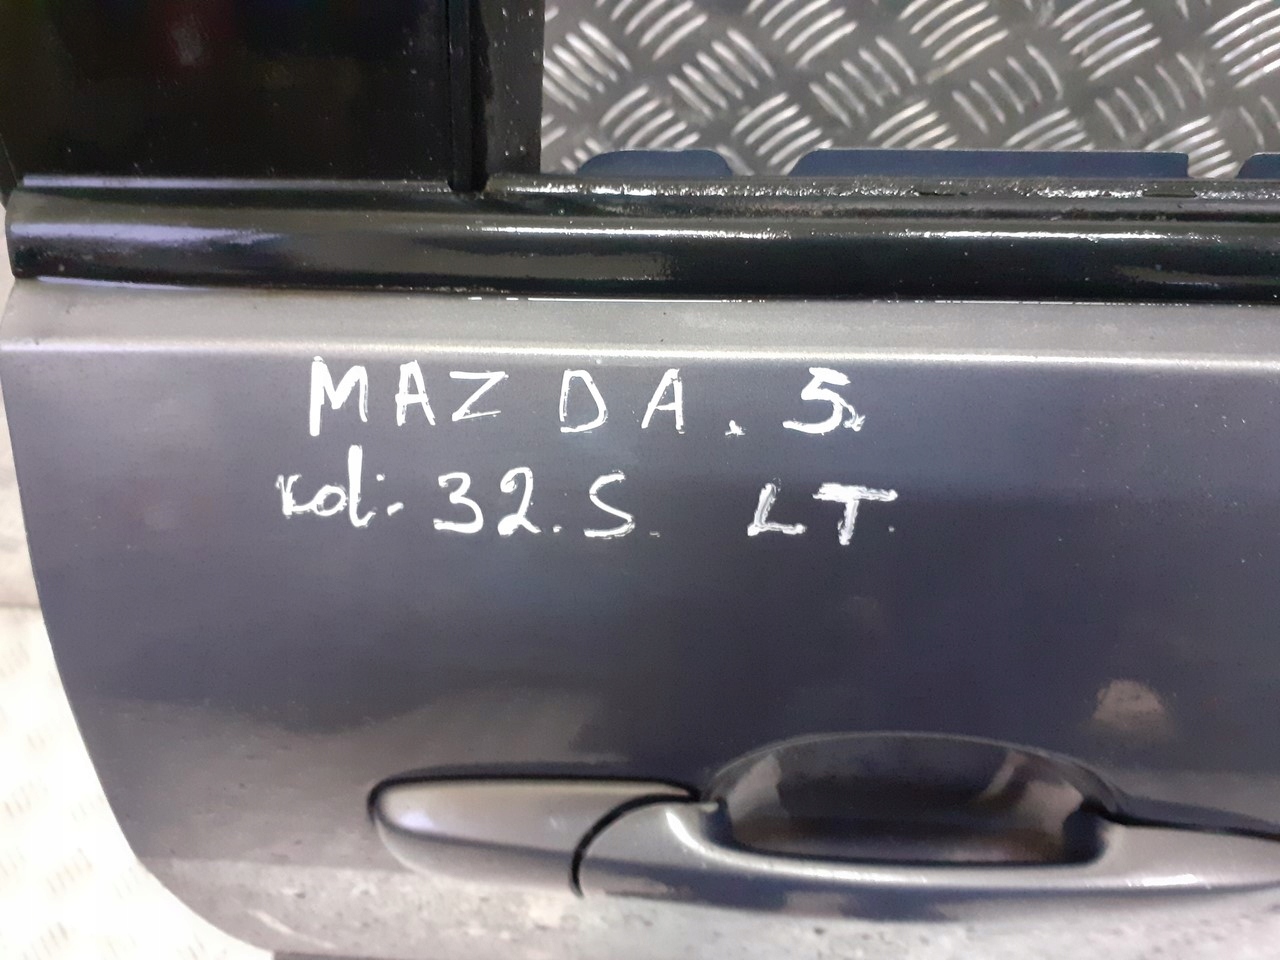 MAZDA. 5.
kol:. 32.S. LT.